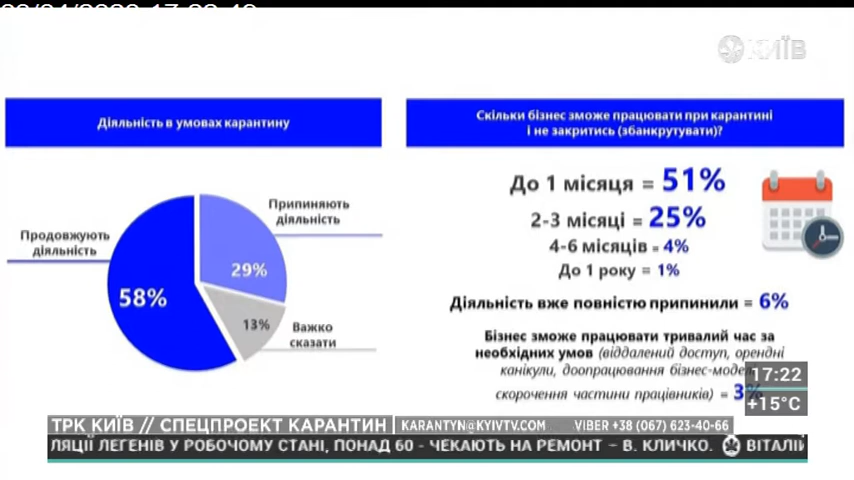 КИЇВ
Діяльність в умовах карантину
Скільки бізнес зможе працювати при карантині
і не закритись (збанкрутувати)?
Продовжують
діяльність
58%
Припиняють
діяльність
29%
13%
Важко
сказати
До 1 місяця = 51%
2-3 місяці = 25%
4-6 місяців = 4%
До 1 року = 1%
Діяльність вже повністю припинили = 6%
Бізнес зможе працювати тривалий час за
необхідних умов (віддалений доступ, орендні
канікули, доопрацювання бізнес-модел
скорочення частини працівників) = 3%
17:22
+15°C
ТРК КИЇВ // СПЕЦПРОЕКТ КАРАНТИН
KARANTYN@KYIVTV.COM VIBER +38 (067) 623-40-66
ЛЯЦІЇ ЛЕГЕНІВ У РОБОЧОМУ СТАНІ, ПОНАД 60 - ЧЕКАЮТЬ НА РЕМОНТ – В. КЛИЧКО. ВІТАЛІ